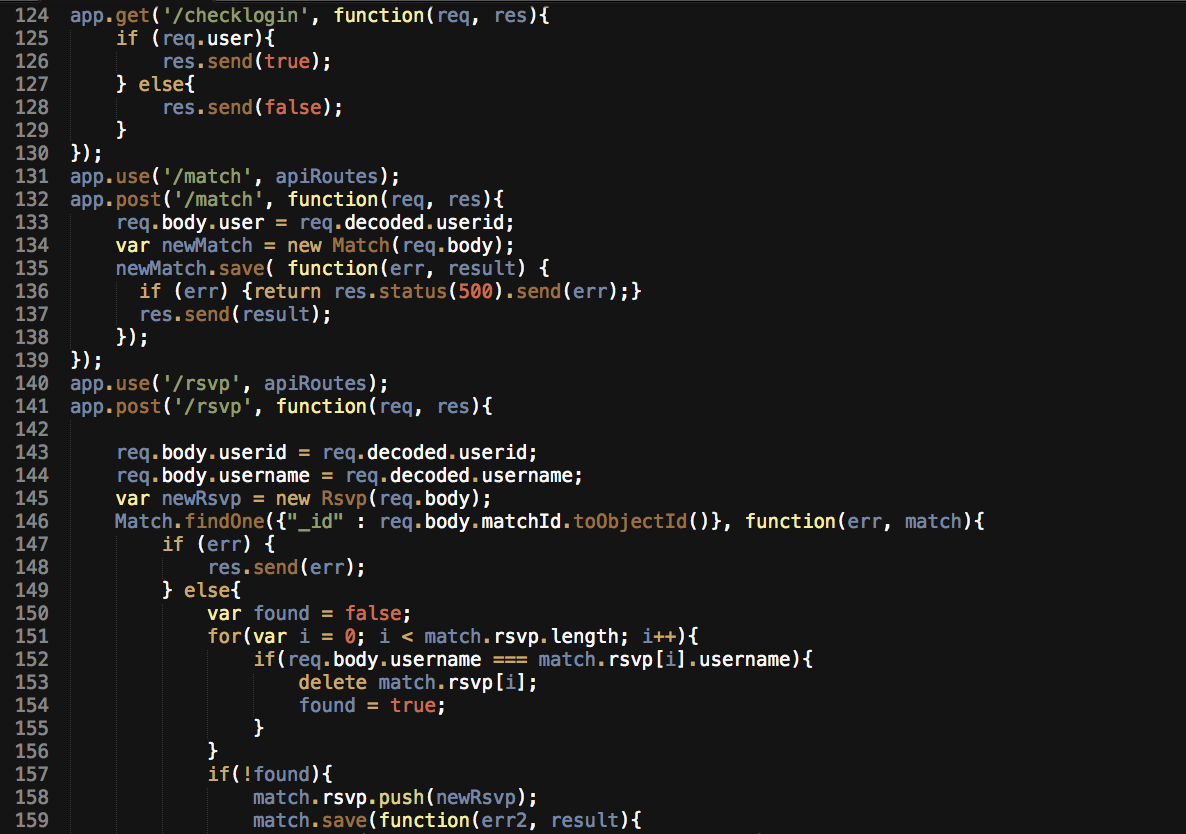 124 app.get('/checklogin', function(req, res){
125     if (req.user){
126         res.send(true);
127     } else{
128         res.send(false);
129     }
130 });
131 app.use('/match', apiRoutes);
132 app.post('/match', function(req, res){
133     req.body.user = req.decoded.userid;
134     var newMatch = new Match(req.body);
135     newMatch.save( function(err, result) {
136       if (err) {return res.status(500).send(err);}
137       res.send(result);
138     });
139 });
140 app.use('/rsvp', apiRoutes);
141 app.post('/rsvp', function(req, res){
142
143     req.body.userid = req.decoded.userid;
144     req.body.username = req.decoded.username;
145     var newRsvp = new Rsvp(req.body);
146     Match.findOne({"_id" : req.body.matchId.toObjectId()}, function(err, match){
147         if (err) {
148             res.send(err);
149         } else{
150             var found = false;
151             for(var i = 0; i < match.rsvp.length; i++){
152                 if(req.body.username === match.rsvp[i].username){
153                     delete match.rsvp[i];
154                     found = true;
155                 }
156             }
157             if(!found){
158                 match.rsvp.push(newRsvp);
159                 match.save(function(err2, result){